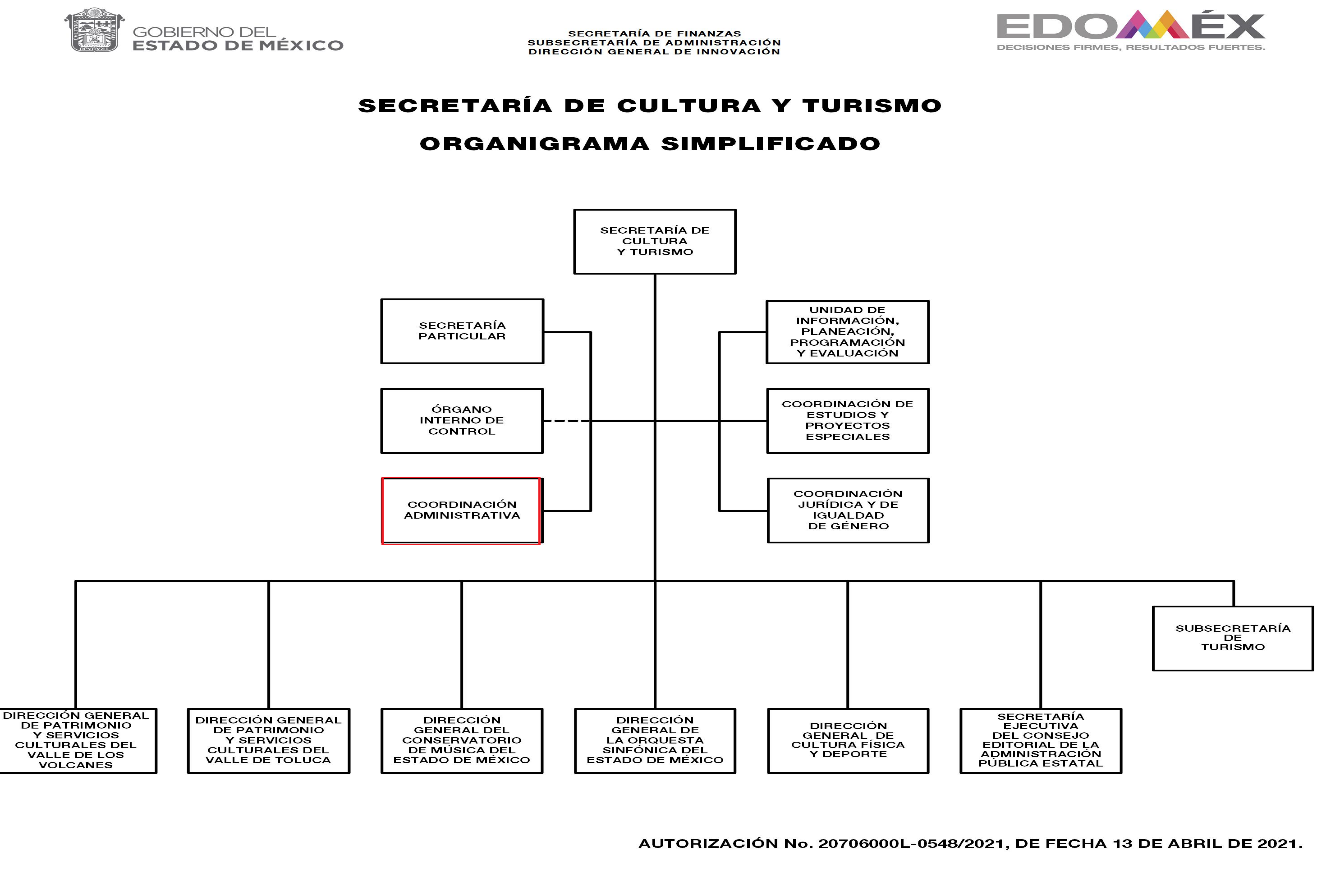 GOBIERNO DEL
ESTADO DE MÉXICO
SECRETARÍA DE FINANZAS
SUBSECRETARÍA DE ADMINISTRACIÓN
DIRECCIÓN GENERAL DE INNOVACIÓN
EDOMÉX
DECISIONES FIRMES, RESULTADOS FUERTES.
SECRETARÍA DE CULTURA Y TURISMO
ORGANIGRAMA SIMPLIFICADO
SECRETARÍA DE
CULTURA
Y TURISMO
SECRETARÍA
PARTICULAR
UNIDAD DE
INFORMACIÓN,
PLANEACIÓN,
PROGRAMACIÓN
Y EVALUACIÓN
ÓRGANO
INTERNO DE
CONTROL
COORDINACIÓN DE
ESTUDIOS Y
PROYECTOS
ESPECIALES
COORDINACIÓN
ADMINISTRATIVA
COORDINACIÓN
JURÍDICA Y DE
IGUALDAD
DE GÉNERO
SUBSECRETARÍA
DE
TURISMO
DIRECCIÓN GENERAL
DE PATRIMONIO
Y SERVICIOS
CULTURALES DEL
VALLE DE LOS
VOLCANES
DIRECCIÓN GENERAL
DE PATRIMONIO
Y SERVICIOS
CULTURALES DEL
VALLE DE TOLUCA
DIRECCIÓN
GENERAL DEL
CONSERVATORIO
DE MÚSICA DEL
ESTADO DE MÉXICO
DIRECCIÓN
GENERAL DE
LA ORQUESTA
SINFÓNICA DEL
ESTADO DE MÉXICO
DIRECCIÓN
GENERAL DE
CULTURA FÍSICA
Y DEPORTE
SECRETARÍA
EJECUTIVA
DEL CONSEJO
EDITORIAL DE LA
ADMINISTRACIÓN
PÚBLICA ESTATAL
AUTORIZACIÓN No. 20706000L-0548/2021, DE FECHA 13 DE ABRIL DE 2021.